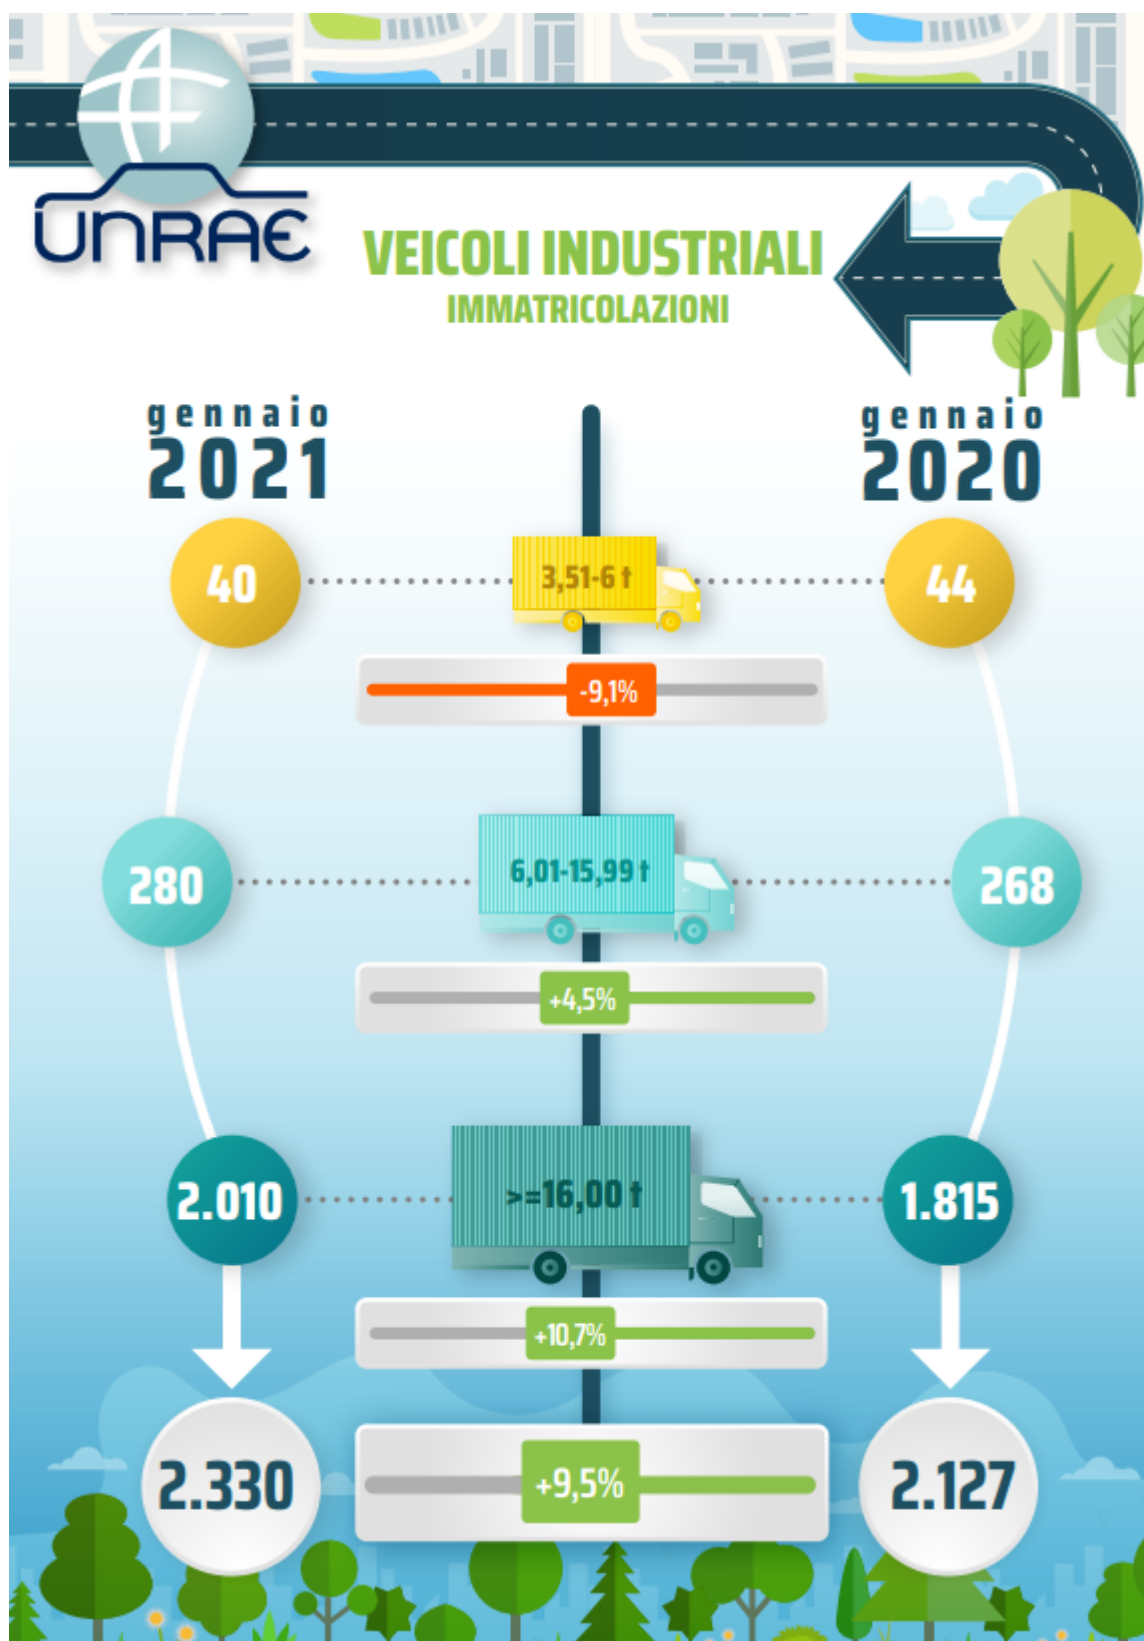 UNRAE
VEICOLI INDUSTRIALI
IMMATRICOLAZIONI
gennaio
2021
gennaio
2020
40
3,51-6 t
44
-9,1%
280
6,01-15,99 t
268
+4,5%
2.010
>=16,00 t
1.815
+10,7%
2.330
+9,5%
2.127